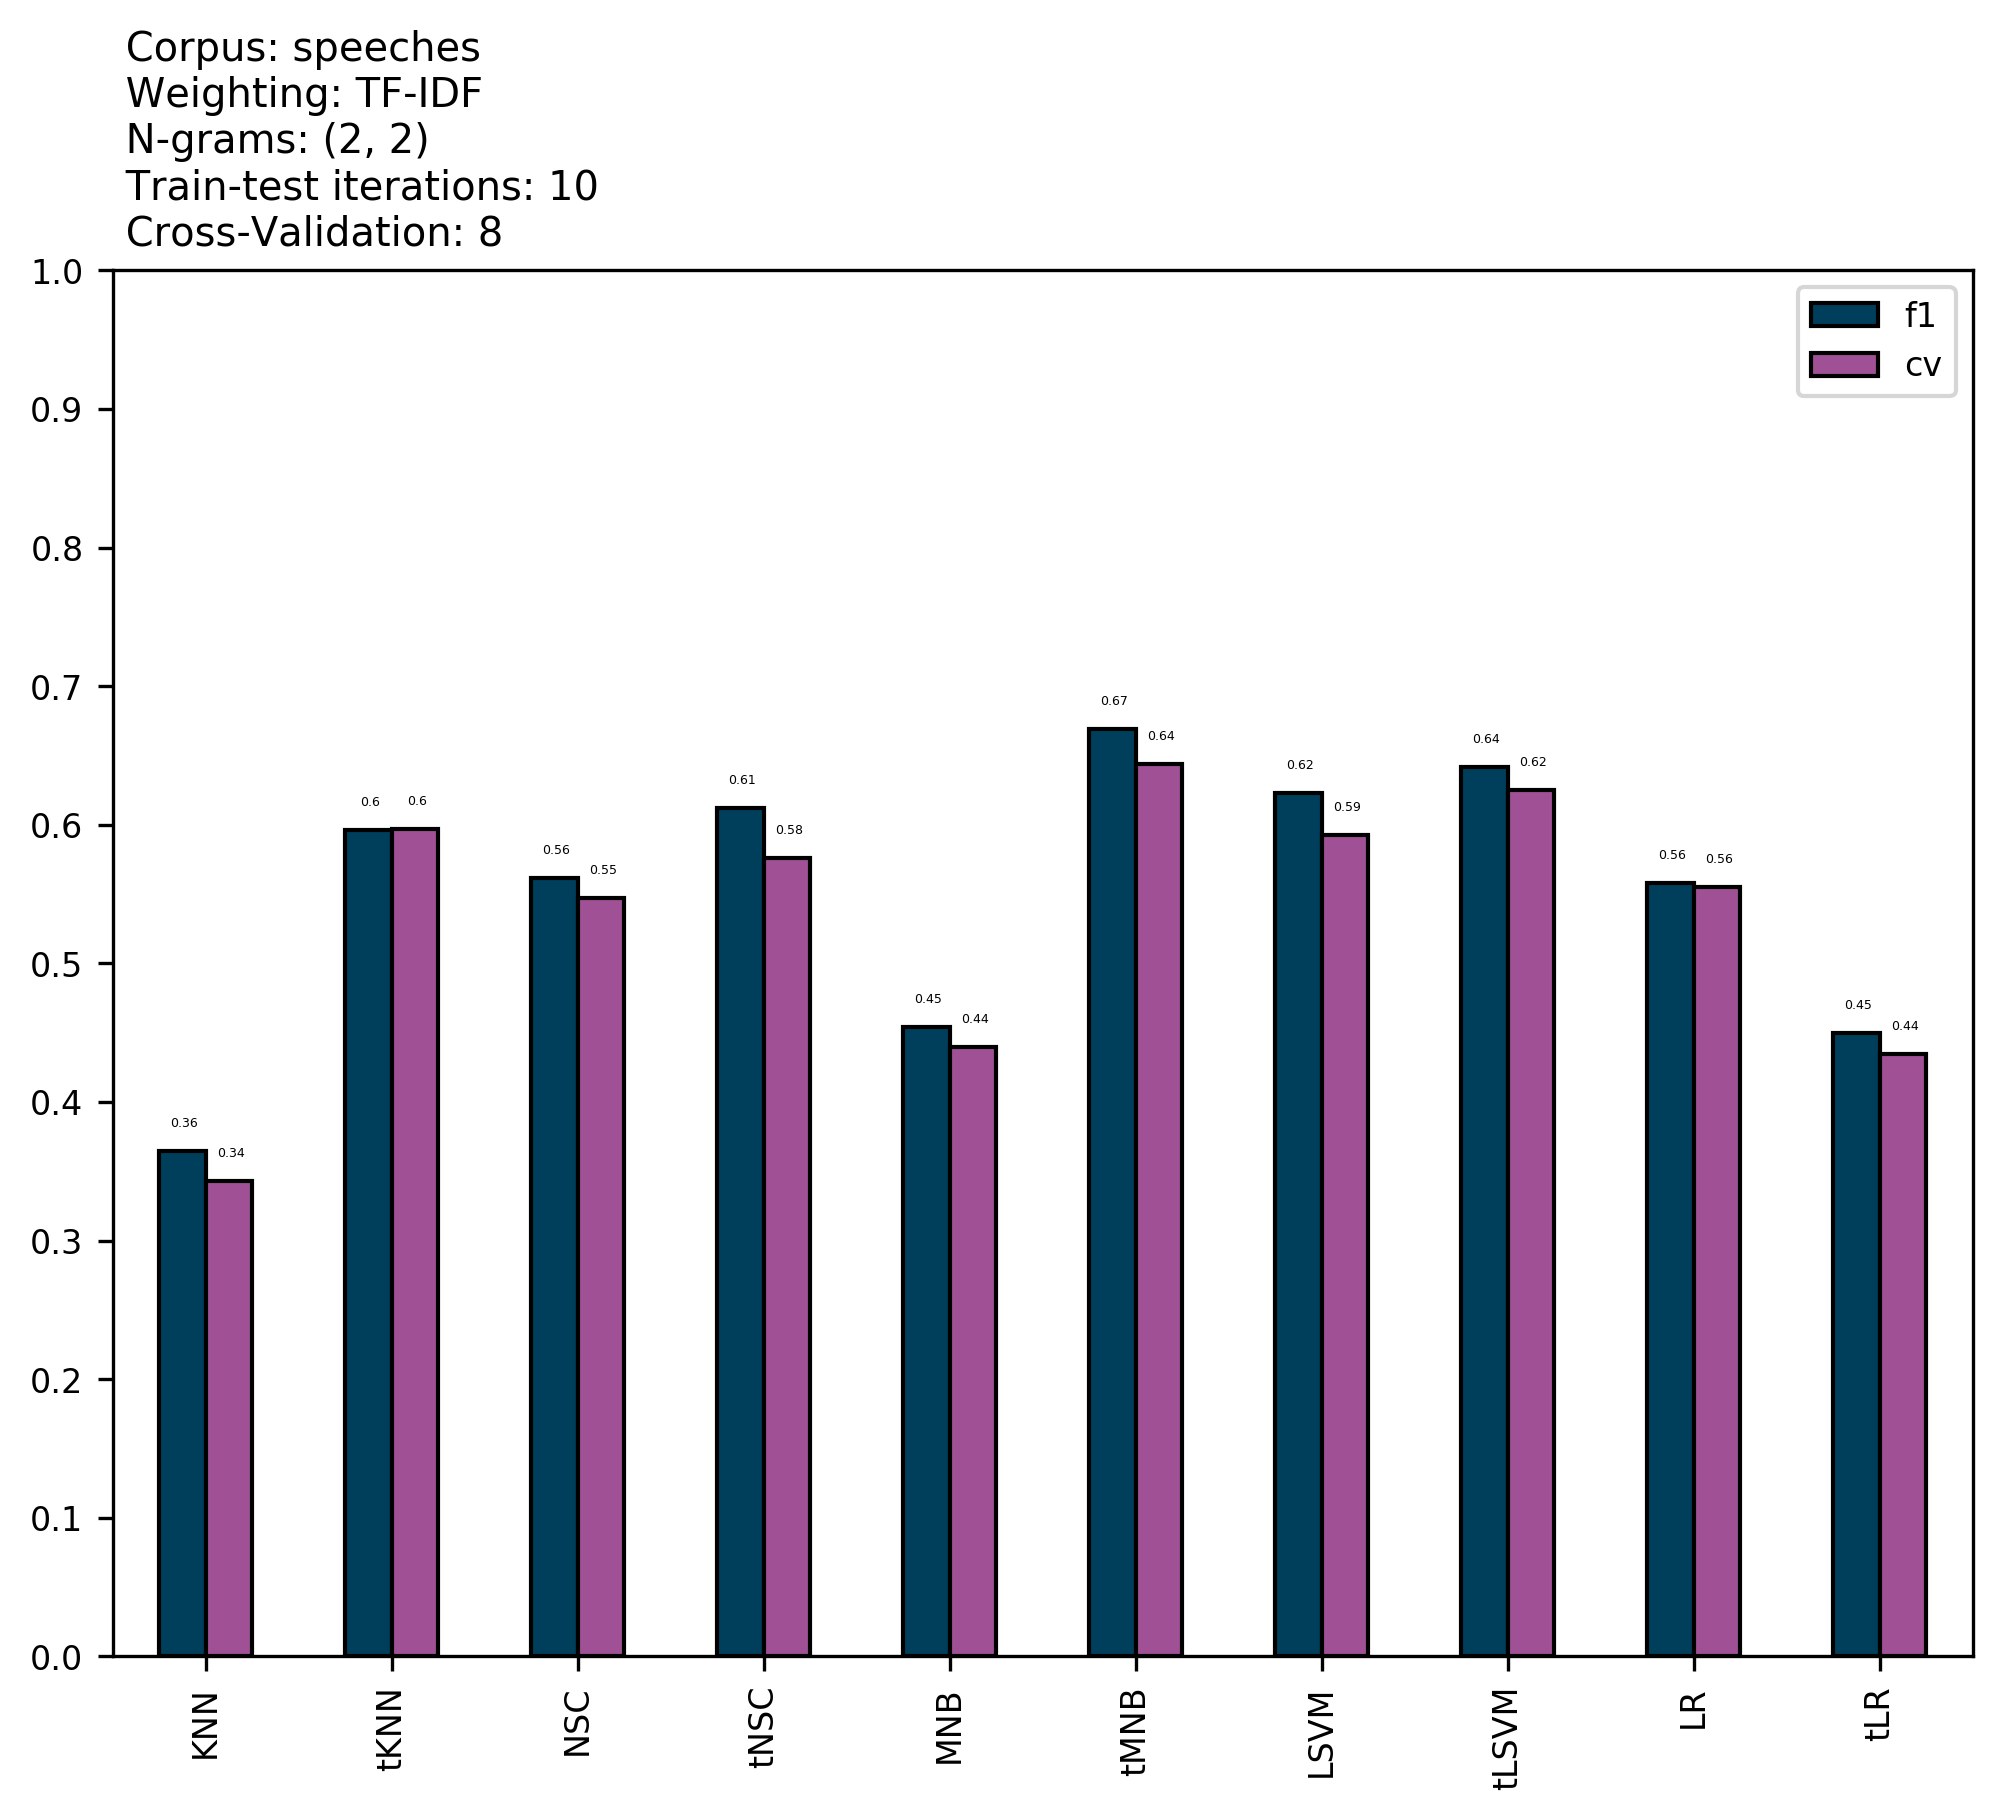 Corpus: speeches
Weighting: TF-IDF
N-grams: (2, 2)
Train-test iterations: 10
Cross-Validation: 8
1.0
0.9
0.8
0.7
0.6
0.5
0.4
0.3
0.2
0.1
0.0
f1
cv
0.36
0.34
0.6
0.6
0.56
0.55
0.61
0.58
0.45
0.44
0.67
0.64
0.62
0.59
0.64
0.62
0.56
0.56
0.45
0.44
KNN
tKNN
NSC
tNSC
MNB
tMNB
LSVM
tLSVM
LR
tLR